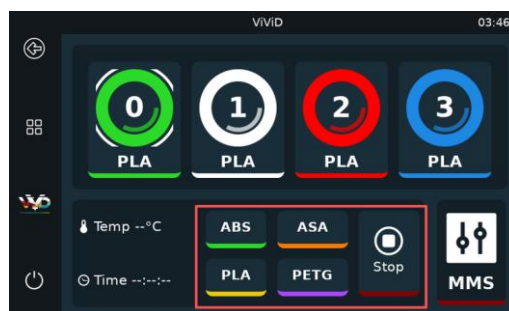 ViViD 03:46
0 1 2 3
PLA PLA PLA PLA
ViViD
Temp --°C ABS ASA
Stop
Time --:--:-- PLA PETG
MMS